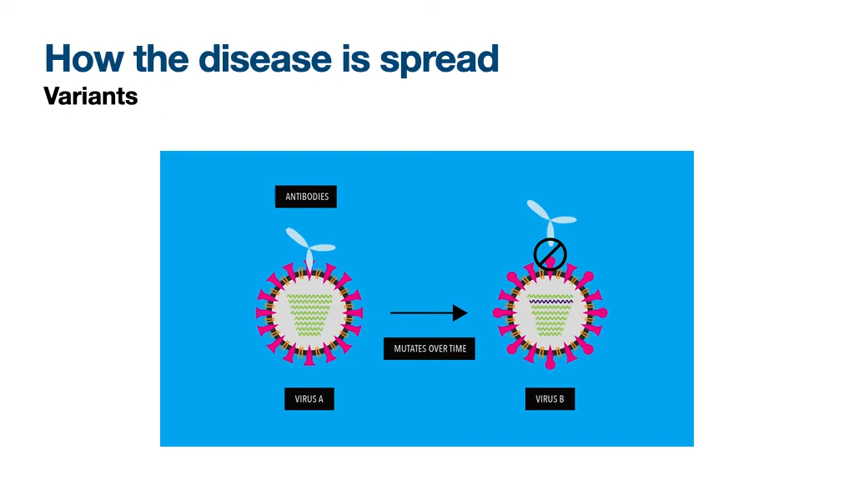 How the disease is spread
Variants
ANTIBODIES
MUTATES OVER TIME
VIRUS A
VIRUS B